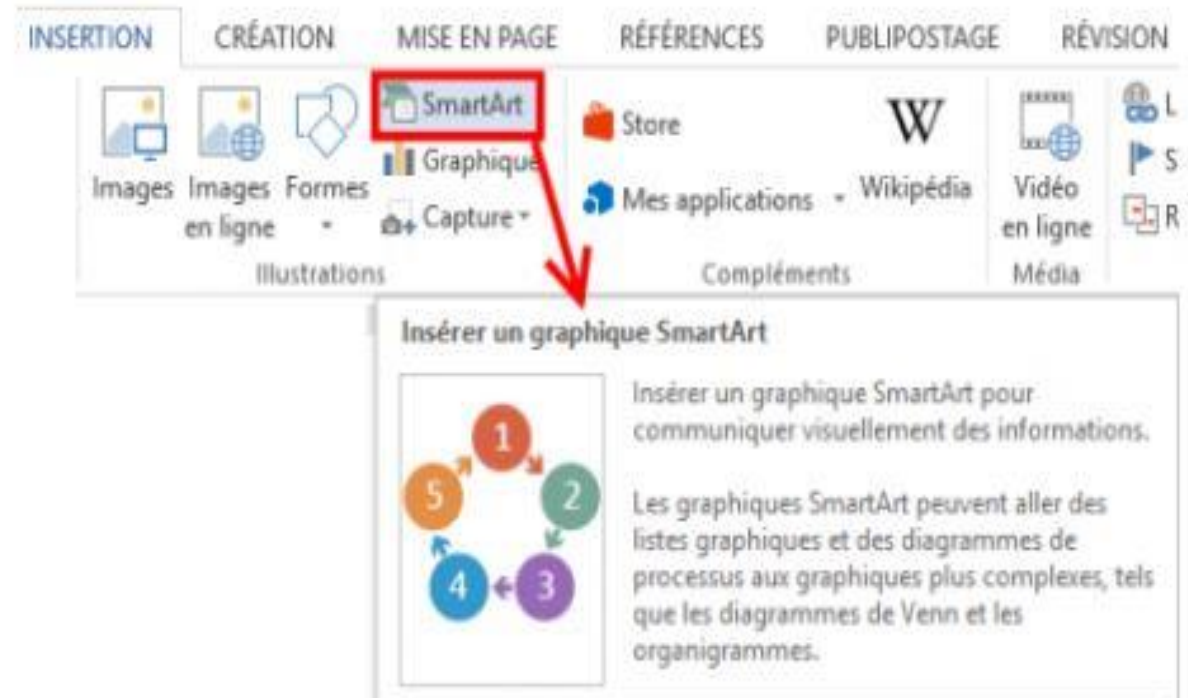 INSERTION CRÉATION MISE EN PAGE RÉFÉRENCES PUBLIPOSTAGE RÉVISION
SmartArt
Graphique
Capture
Images
Images en ligne
Formes
Illustrations
Store
Mes applications
Wikipédia
Compléments
Vidéo en ligne
Média
L
S
R
Insérer un graphique SmartArt
1
2
3
4
5
Insérer un graphique SmartArt pour
communiquer visuellement des informations.
Les graphiques SmartArt peuvent aller des
listes graphiques et des diagrammes de
processus aux graphiques plus complexes, tels
que les diagrammes de Venn et les
organigrammes.